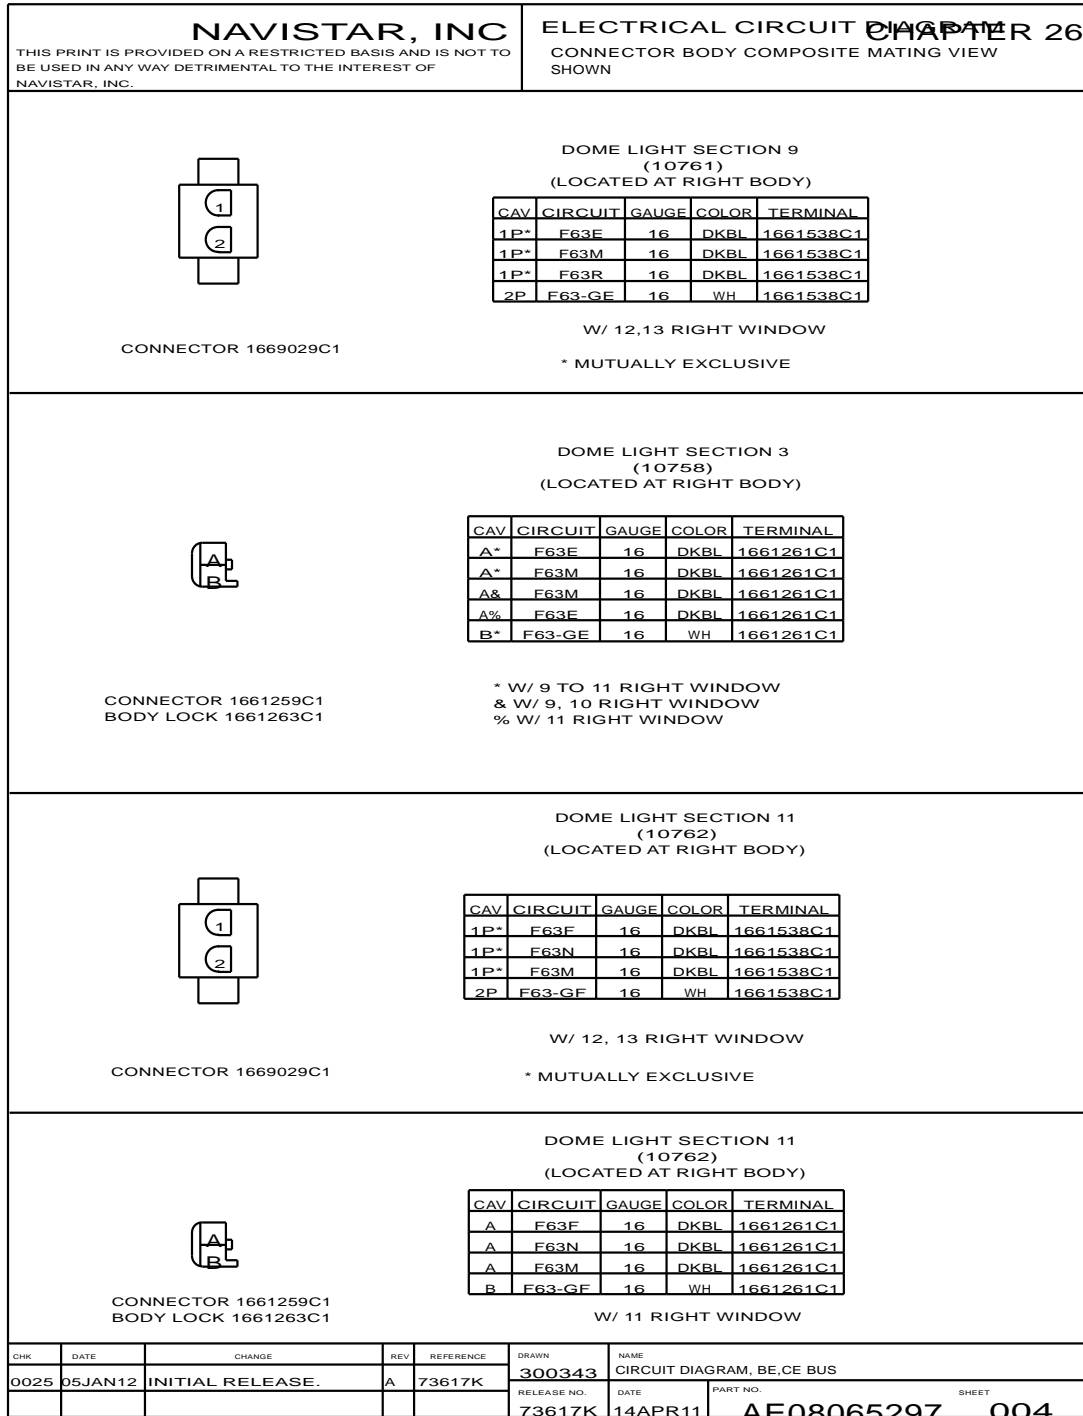 NAVISTAR, INC
THIS PRINT IS PROVIDED ON A RESTRICTED BASIS AND IS NOT TO
BE USED IN ANY WAY DETRIMENTAL TO THE INTEREST OF
NAVISTAR, INC.
ELECTRICAL CIRCUIT DIAGRAM
CHAPTER 26
CONNECTOR BODY COMPOSITE MATING VIEW
SHOWN
DOME LIGHT SECTION 9
(10761)
(LOCATED AT RIGHT BODY)
1
2
CAV CIRCUIT GAUGE COLOR TERMINAL
1P* F63E 16 DKBL 1661538C1
1P* F63M 16 DKBL 1661538C1
1P* F63R 16 DKBL 1661538C1
2P F63-GE 16 WH 1661538C1
CONNECTOR 1669029C1
W/ 12,13 RIGHT WINDOW
* MUTUALLY EXCLUSIVE
DOME LIGHT SECTION 3
(10758)
(LOCATED AT RIGHT BODY)
A
B
CAV CIRCUIT GAUGE COLOR TERMINAL
A* F63E 16 DKBL 1661261C1
A* F63M 16 DKBL 1661261C1
A& F63M 16 DKBL 1661261C1
A% F63E 16 DKBL 1661261C1
B* F63-GE 16 WH 1661261C1
CONNECTOR 1661259C1
BODY LOCK 1661263C1
* W/ 9 TO 11 RIGHT WINDOW
& W/ 9, 10 RIGHT WINDOW
% W/ 11 RIGHT WINDOW
DOME LIGHT SECTION 11
(10762)
(LOCATED AT RIGHT BODY)
1
2
CAV CIRCUIT GAUGE COLOR TERMINAL
1P* F63F 16 DKBL 1661538C1
1P* F63N 16 DKBL 1661538C1
1P* F63M 16 DKBL 1661538C1
2P F63-GF 16 WH 1661538C1
CONNECTOR 1669029C1
W/ 12, 13 RIGHT WINDOW
* MUTUALLY EXCLUSIVE
DOME LIGHT SECTION 11
(10762)
(LOCATED AT RIGHT BODY)
A
B
CAV CIRCUIT GAUGE COLOR TERMINAL
A F63F 16 DKBL 1661261C1
A F63N 16 DKBL 1661261C1
A F63M 16 DKBL 1661261C1
B F63-GF 16 WH 1661261C1
CONNECTOR 1661259C1
BODY LOCK 1661263C1
W/ 11 RIGHT WINDOW
CHK DATE CHANGE REV REFERENCE
0025 05JAN12 INITIAL RELEASE. A 73617K
DRAWN
300343
NAME
CIRCUIT DIAGRAM, BE,CE BUS
RELEASE NO.
73617K
DATE
14APR11
PART NO.
AE08065297
SHEET
004